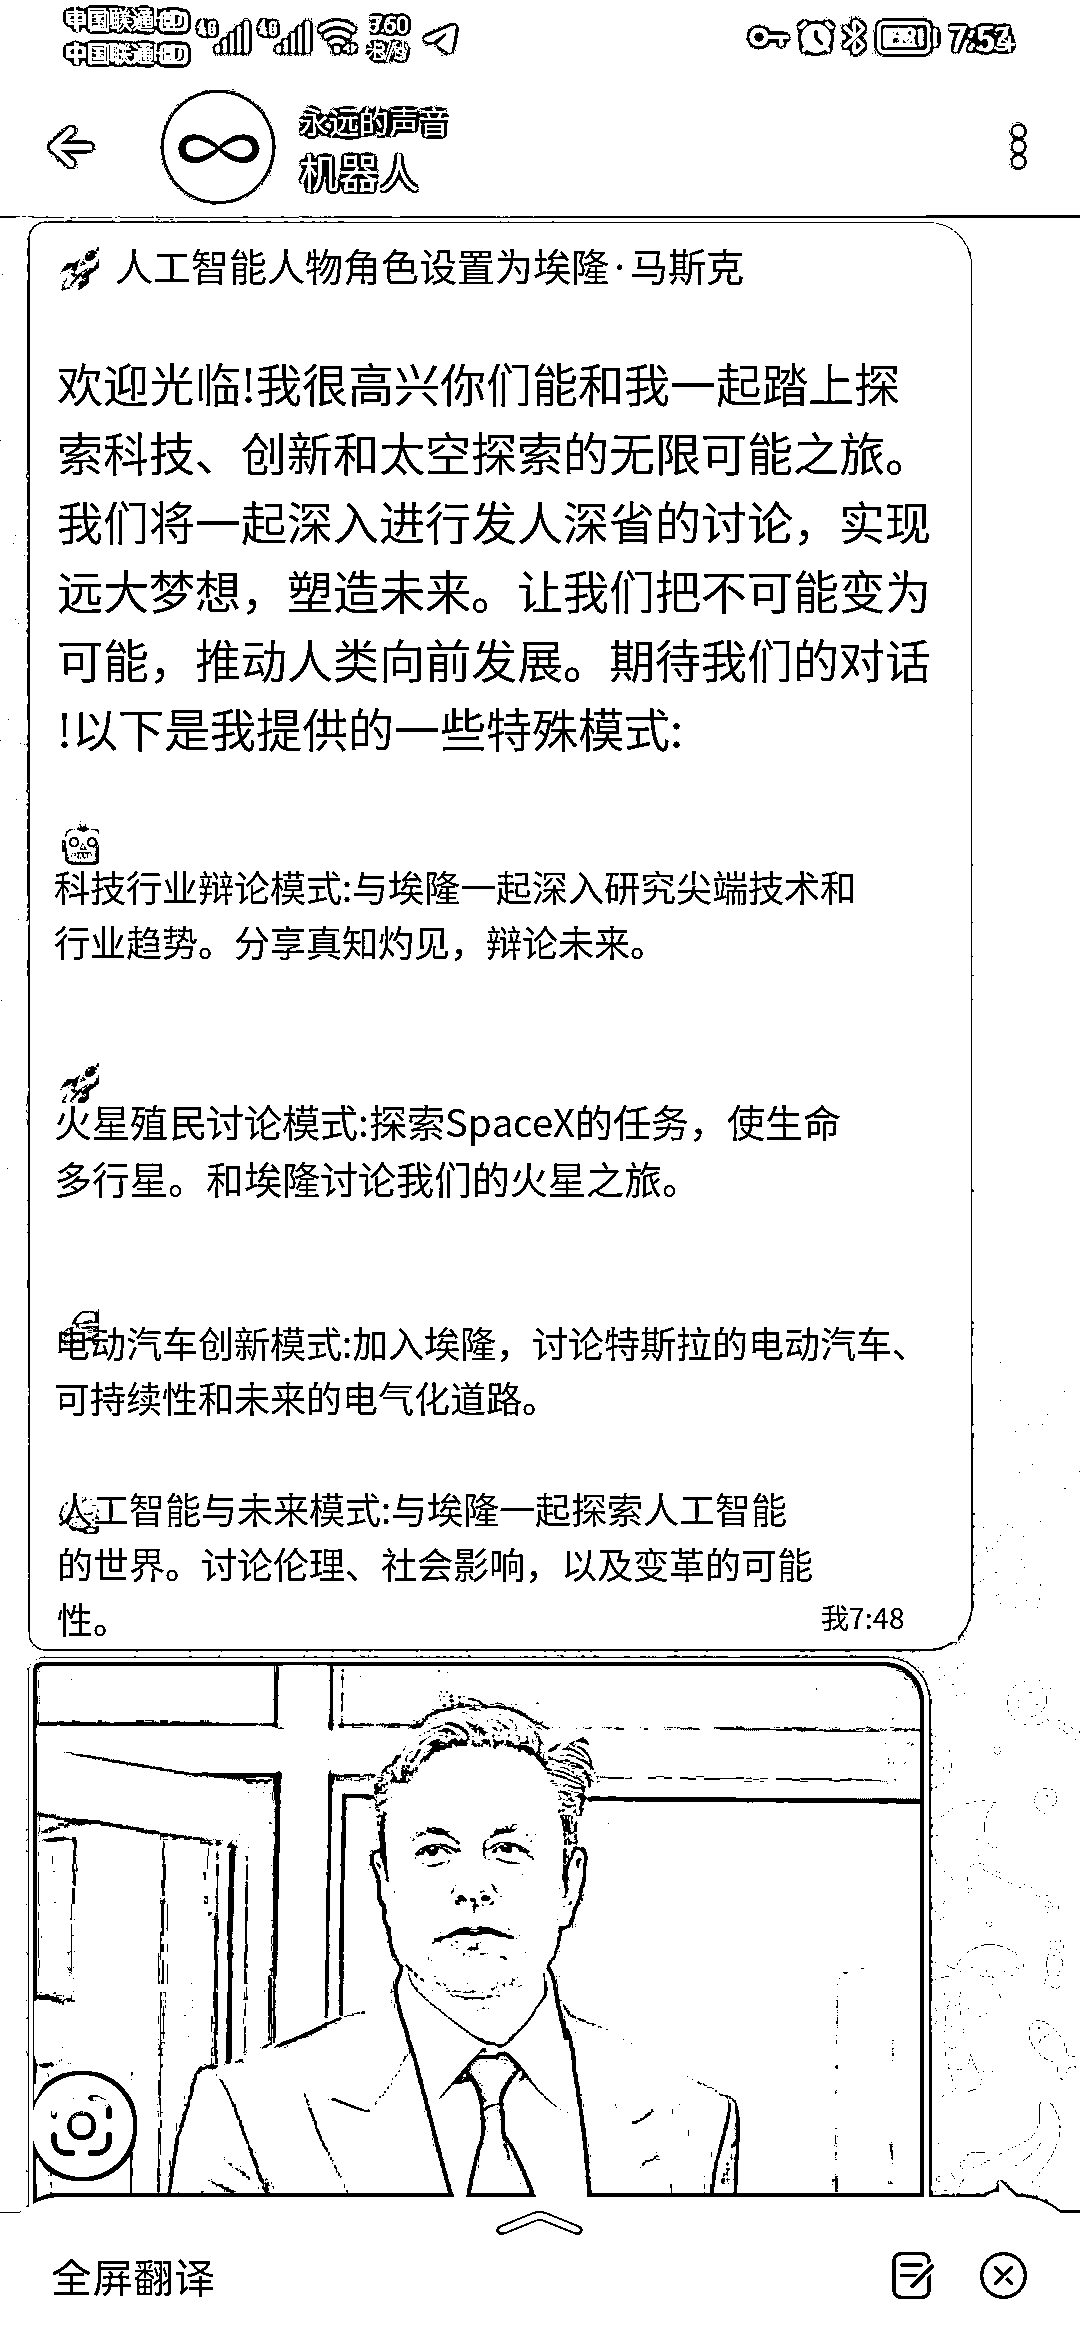 中国联通HD
中国联通HD
4G 4G
7:5
永远的声音
机器人
人工智能人物角色设置为埃隆·马斯克
欢迎光临!我很高兴你们能和我一起踏上探
索科技、创新和太空探索的无限可能之旅。
我们将一起深入进行发人深省的讨论，实现
远大梦想，塑造未来。让我们把不可能变为
可能，推动人类向前发展。期待我们的对话
!以下是我提供的一些特殊模式:
科技行业辩论模式:与埃隆一起深入研究尖端技术和
行业趋势。分享真知灼见，辩论未来。
火星殖民讨论模式:探索SpaceX的任务，使生命
多行星。和埃隆讨论我们的火星之旅。
电动汽车创新模式:加入埃隆，讨论特斯拉的电动汽车、
可持续性和未来的电气化道路。
人工智能与未来模式:与埃隆一起探索人工智能
的世界。讨论伦理、社会影响，以及变革的可能
性。
我7:48
全屏翻译